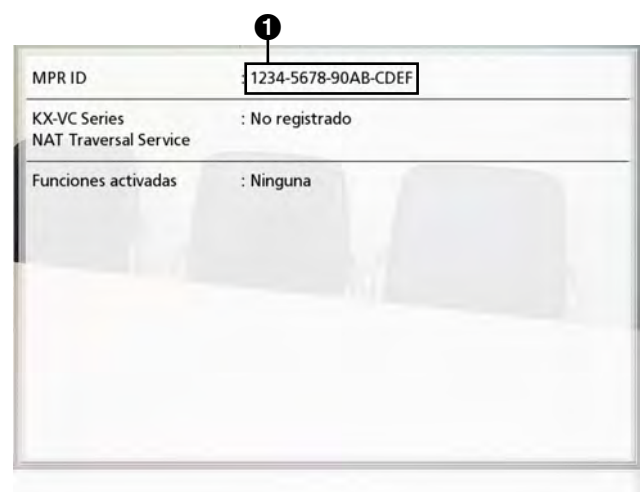 1
MPR ID : 1234-5678-90AB-CDEF
KX-VC Series : No registrado
NAT Traversal Service
Funciones activadas : Ninguna